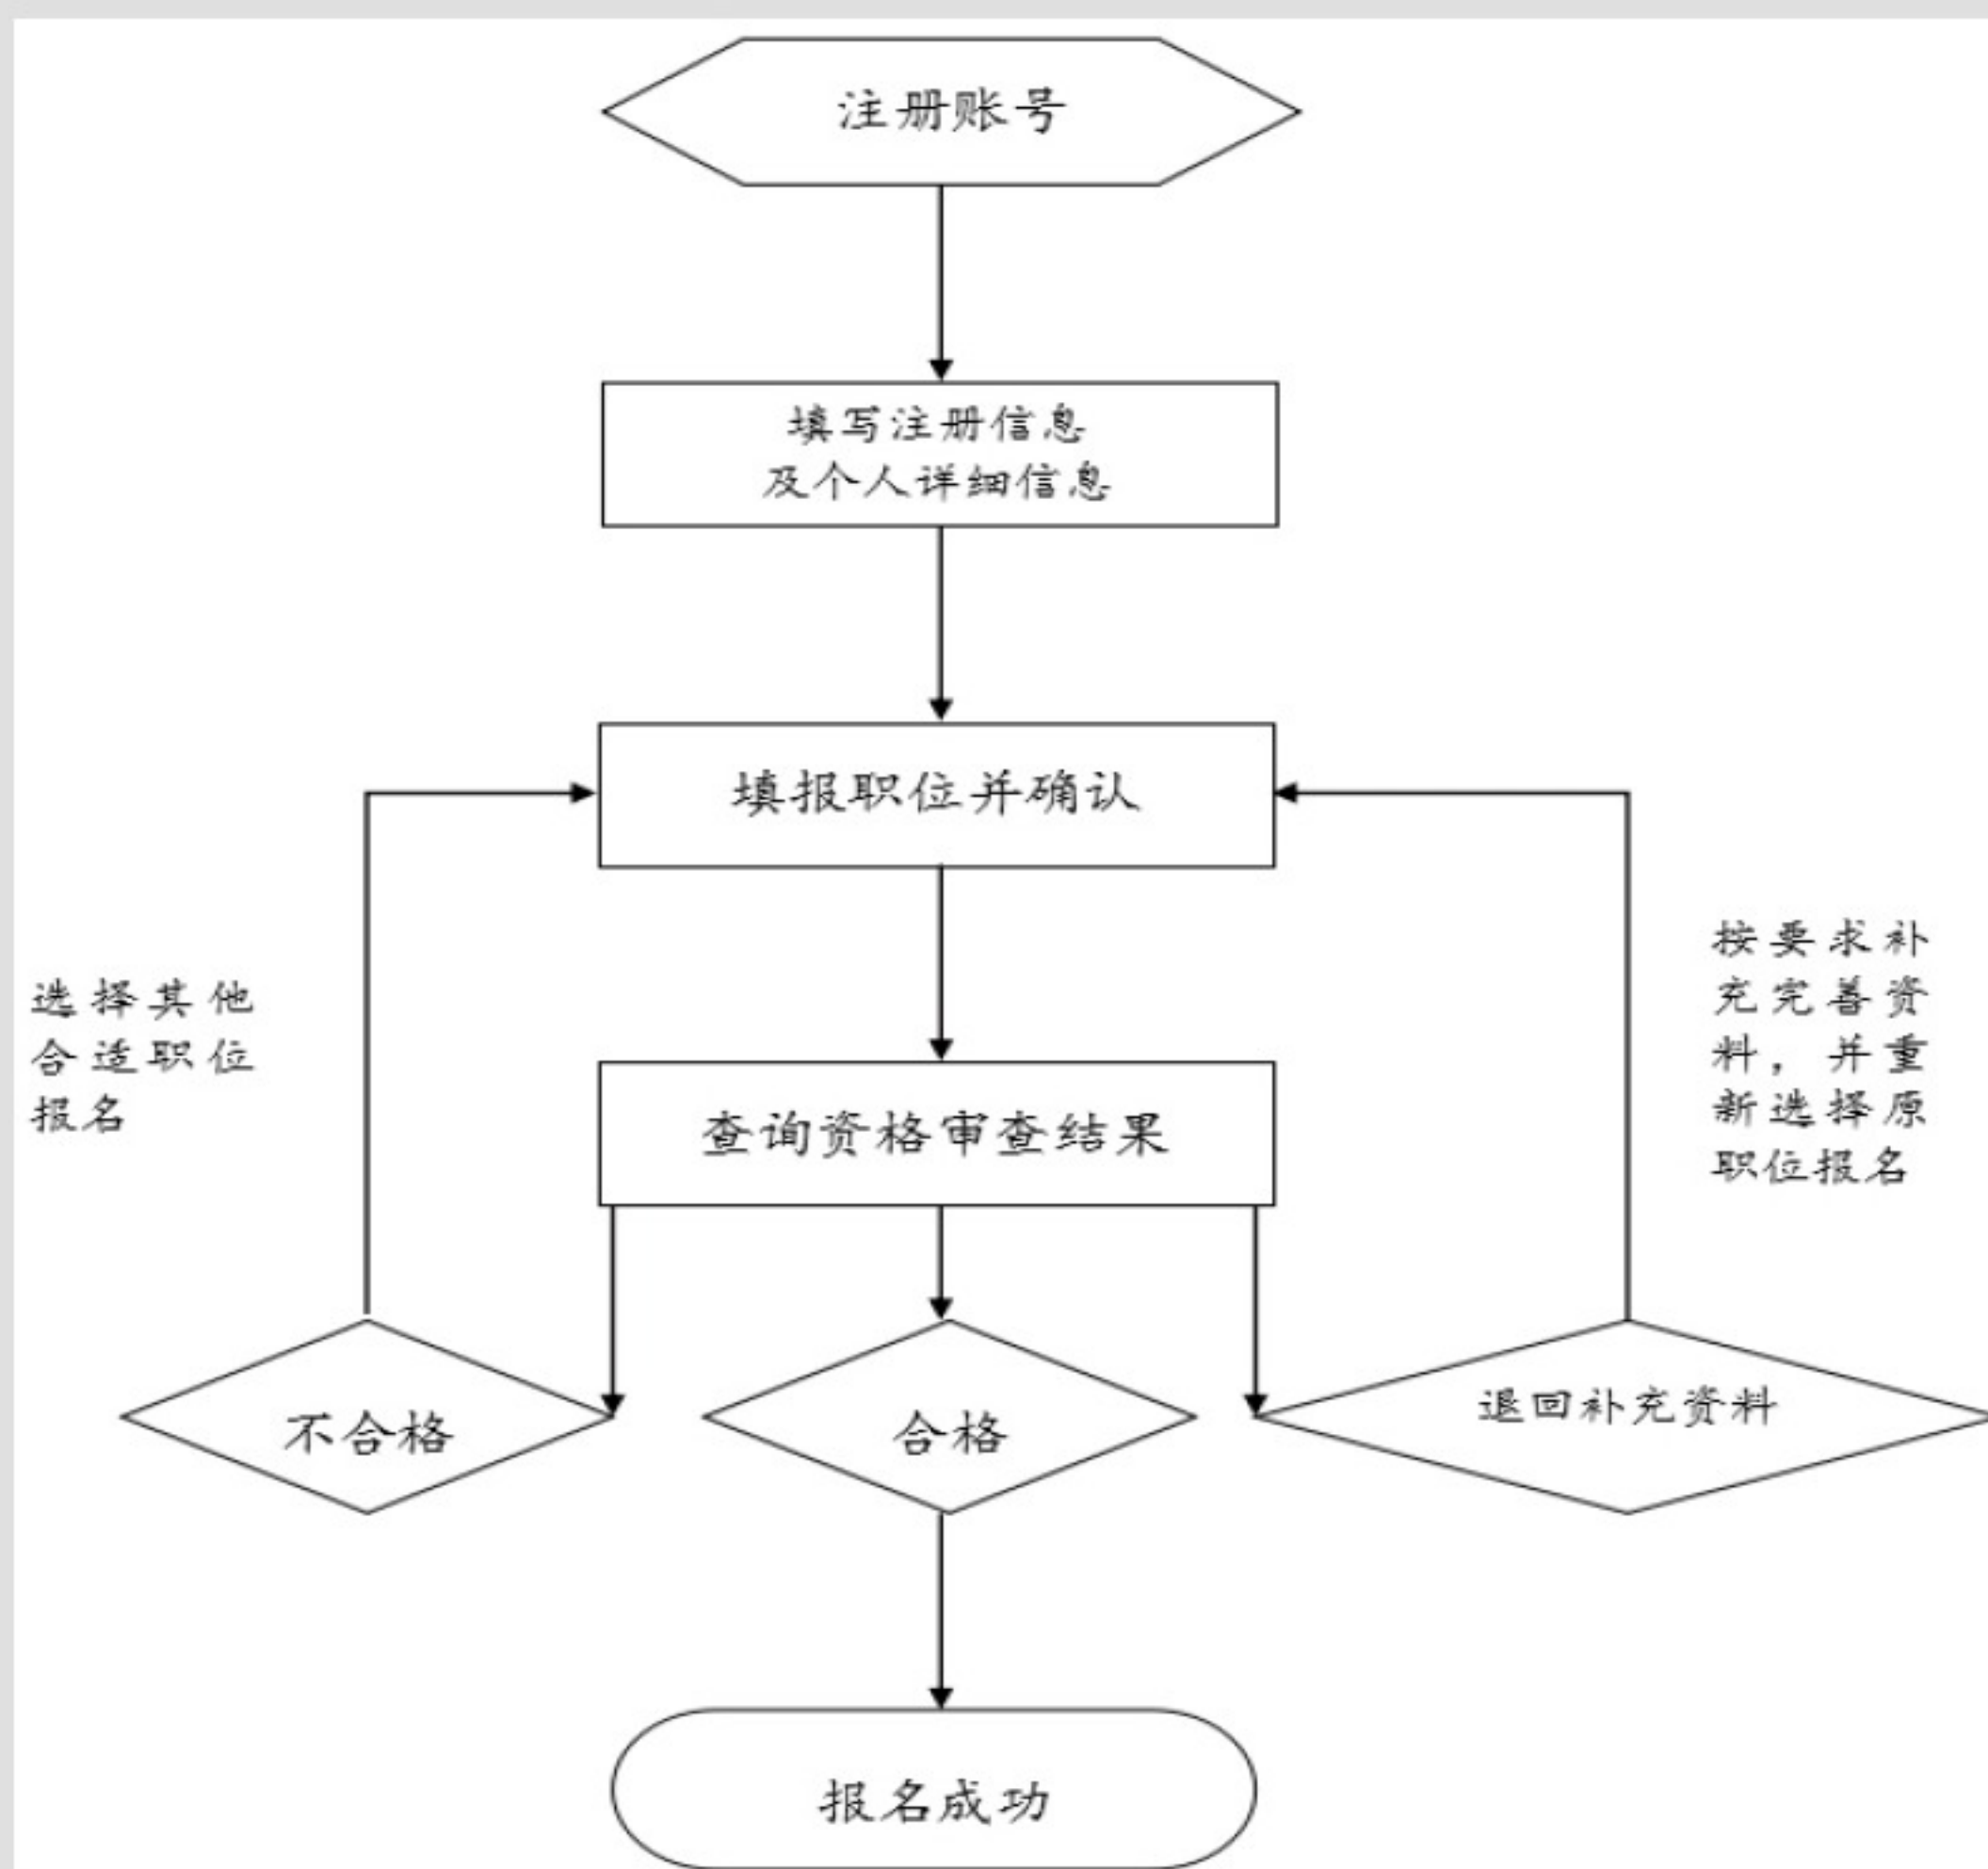 注册账号
填写注册信息
及个人详细信息
填报职位并确认
选择其他
合适职位
报名
按要求补
充完善资
料，并重
新选择原
职位报名
查询资格审查结果
不合格
合格
退回补充资料
报名成功